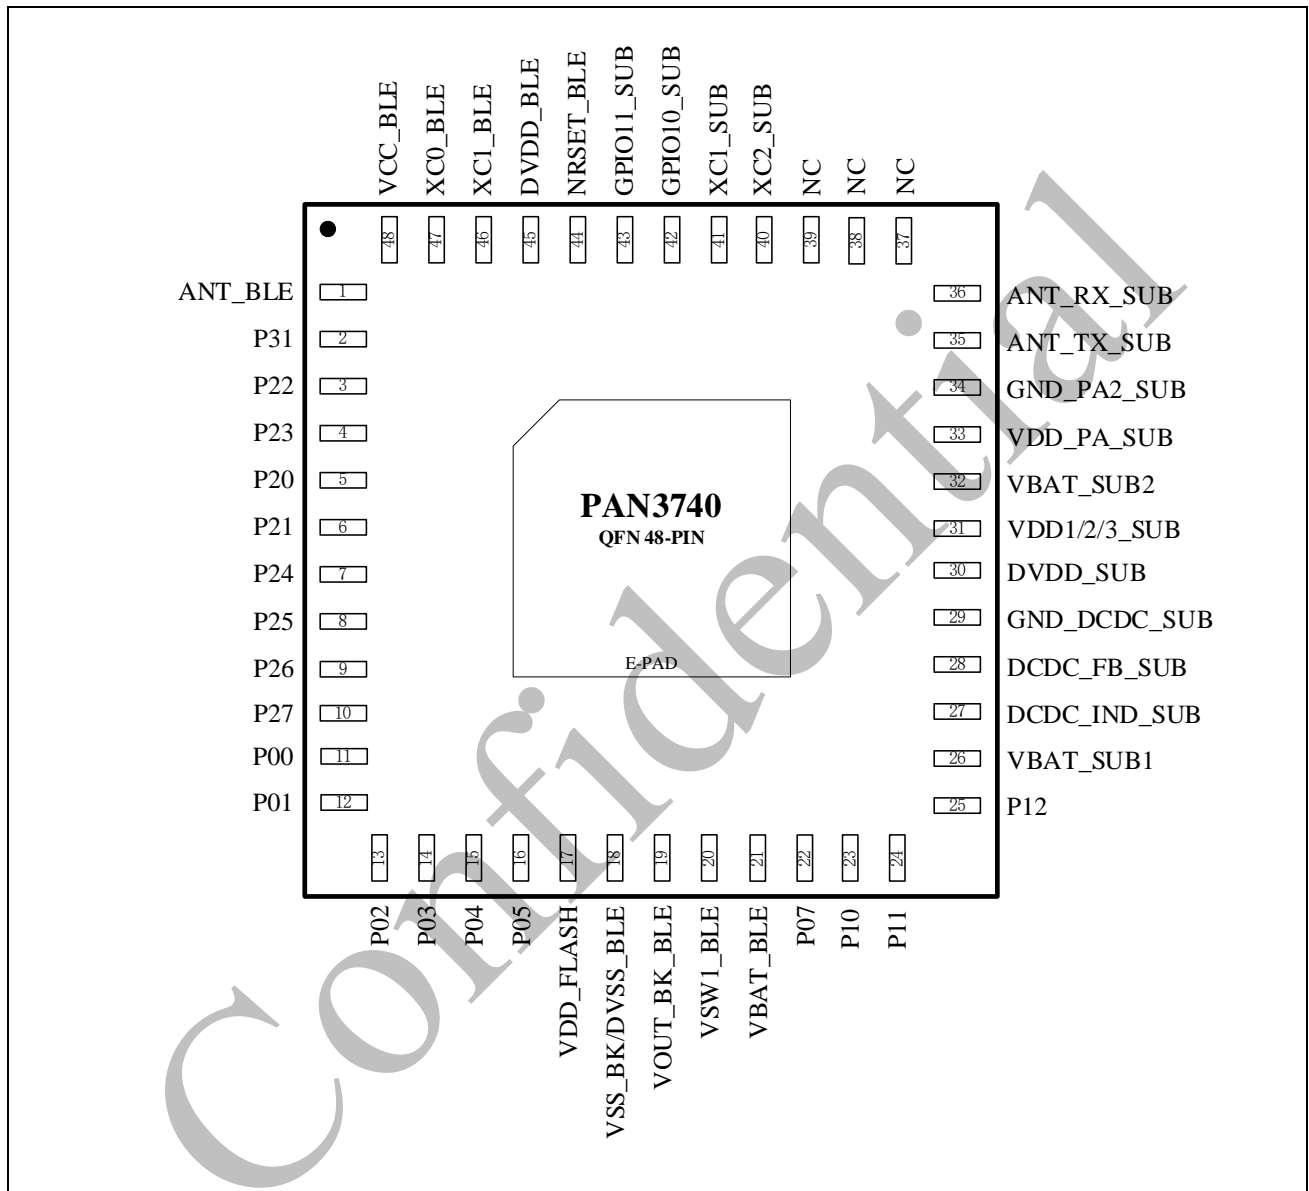 VCC_BLE
XC0_BLE
XC1_BLE
DVDD_BLE
NRSET_BLE
GPIO11_SUB
GPIO10_SUB
XC1_SUB
XC2_SUB
NC
NC
NC
48
47
46
45
44
43
42
41
40
39
38
37
ANT_BLE 1
P31 2
P22 3
P23 4
P20 5
P21 6
P24 7
P25 8
P26 9
P27 10
P00 11
P01 12
36 ANT_RX_SUB
35 ANT_TX_SUB
34 GND_PA2_SUB
33 VDD_PA_SUB
32 VBAT_SUB2
31 VDD1/2/3_SUB
30 DVDD_SUB
29 GND_DCDC_SUB
28 DCDC_FB_SUB
27 DCDC_IND_SUB
26 VBAT_SUB1
25 P12
PAN3740
QFN 48-PIN
E-PAD
13
14
15
16
17
18
19
20
21
22
23
24
P02
P03
P04
P05
VDD_FLASH
VSS_BK/DVSS_BLE
VOUT_BK_BLE
VSW1_BLE
VBAT_BLE
P07
P10
P11
Confidential